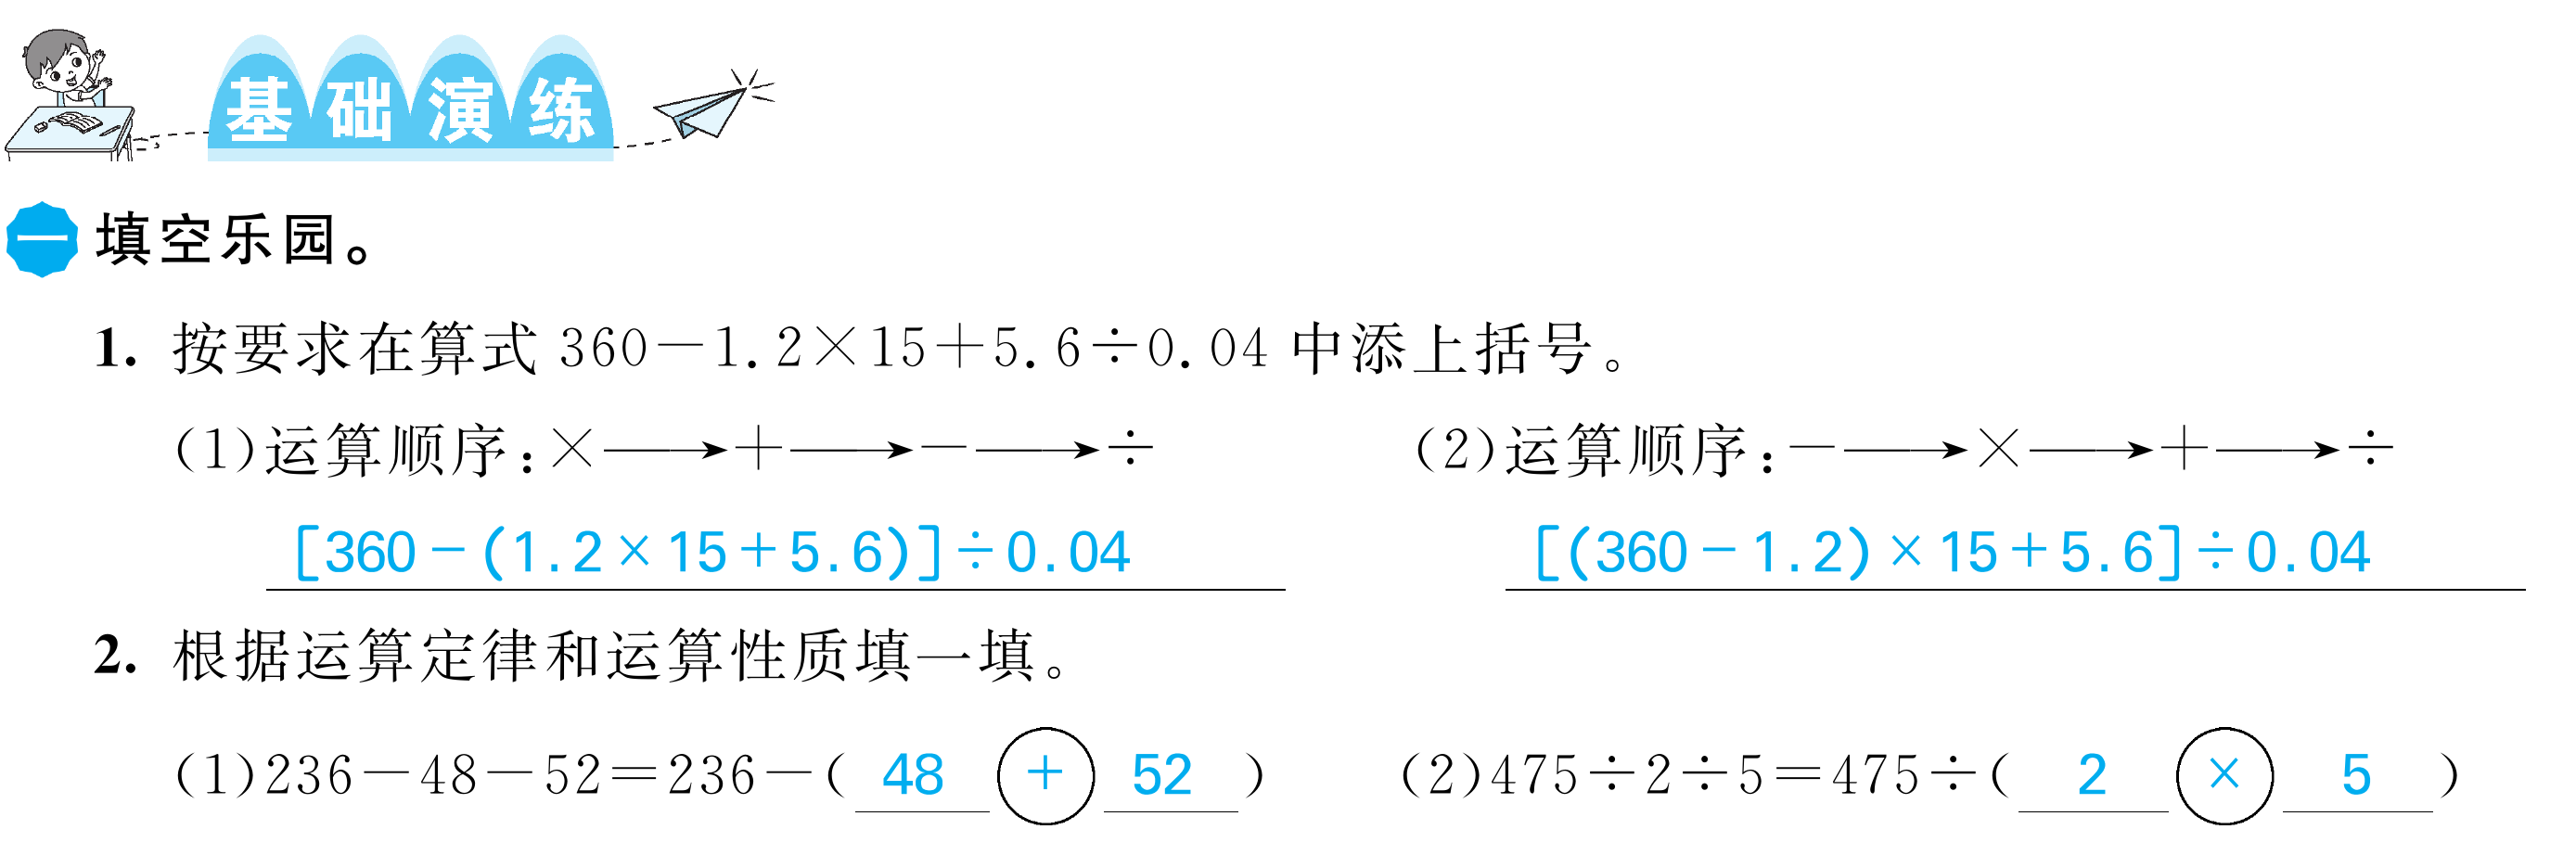 基础演练
一 填空乐园。
1. 按要求在算式 360-1.2×15+5.6÷0.04 中添上括号。
(1)运算顺序:×⟶+⟶-⟶÷ (2)运算顺序:-⟶×⟶+⟶÷
[360-(1.2×15+5.6)]÷0.04 [(360-1.2)×15+5.6]÷0.04
2. 根据运算定律和运算性质填一填。
(1)236-48-52=236-( 48 + 52 ) (2)475÷2÷5=475÷( 2 × 5 )